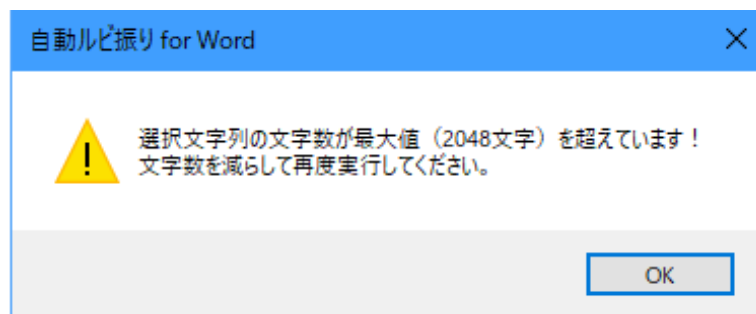 自動ルビ振り for Word
選択文字列の文字数が最大値（2048文字）を超えています！
文字数を減らして再度実行してください。
OK